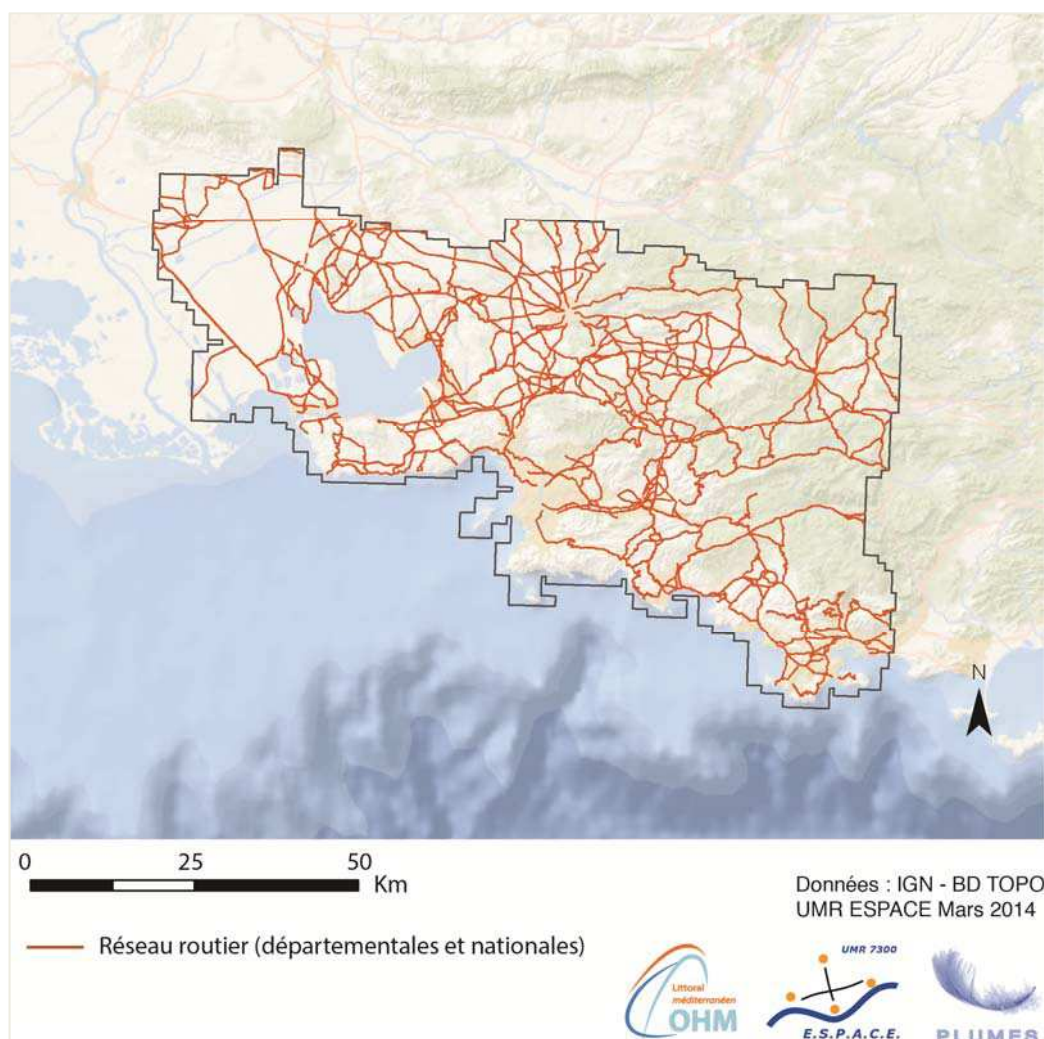 N
0 25 50
Km
Données : IGN - BD TOPO
UMR ESPACE Mars 2014
Réseau routier (départementales et nationales)
Littoral
méditerranéen
OHM
UMR 7300
E.S.P.A.C.E.
PLUMES